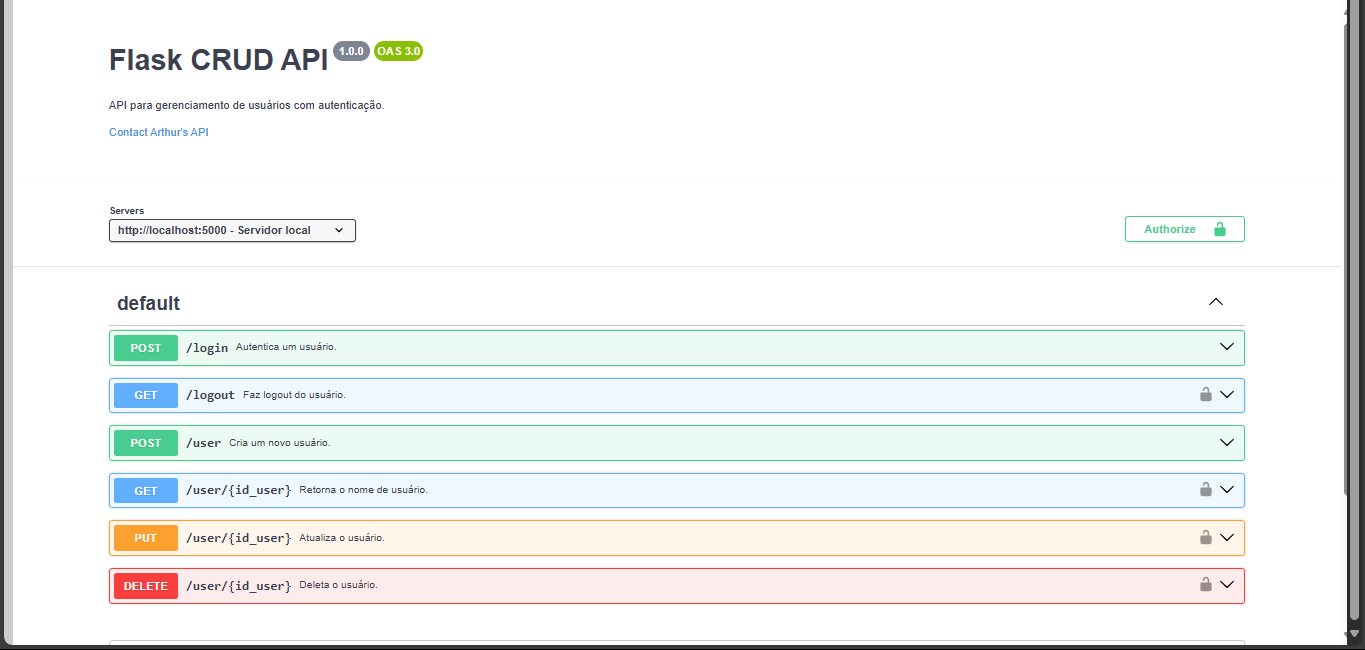 Flask CRUD API 1.0.0 OAS 3.0
API para gerenciamento de usuários com autenticação.
Contact Arthur's API
Servers
http://localhost:5000 - Servidor local
Authorize
default
POST /login Autentica um usuário.
GET /logout Faz logout do usuário.
POST /user Cria um novo usuário.
GET /user/{id_user} Retorna o nome de usuário.
PUT /user/{id_user} Atualiza o usuário.
DELETE /user/{id_user} Deleta o usuário.